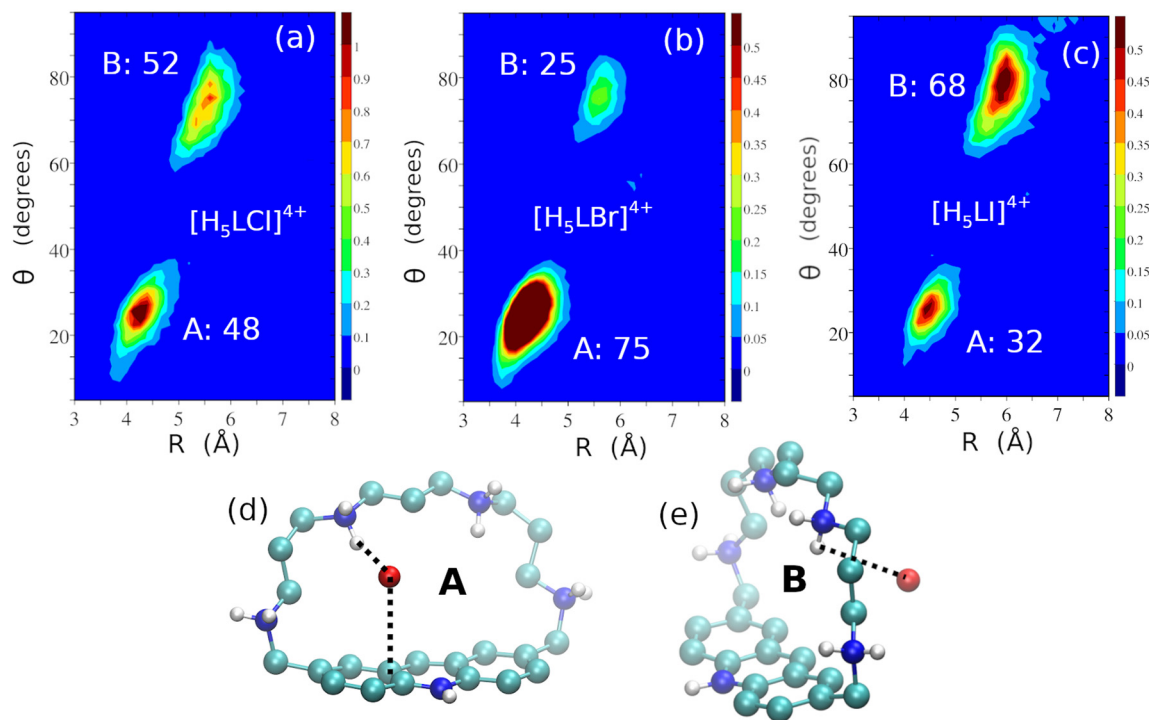 (a)
B: 52
[H₅LCl]⁴⁺
A: 48
θ (degrees)
80
60
40
20
3 4 5 6 7 8
R (Å)
1
0.9
0.8
0.7
0.6
0.5
0.4
0.3
0.2
0.1
0
(b)
B: 25
[H₅LBr]⁴⁺
A: 75
θ (degrees)
80
60
40
20
3 4 5 6 7 8
R (Å)
0.5
0.45
0.4
0.35
0.3
0.25
0.2
0.15
0.1
0.05
0
(c)
B: 68
[H₅LI]⁴⁺
A: 32
θ (degrees)
80
60
40
20
3 4 5 6 7 8
R (Å)
0.5
0.45
0.4
0.35
0.3
0.25
0.2
0.15
0.1
0.05
0
(d)
A
(e)
B